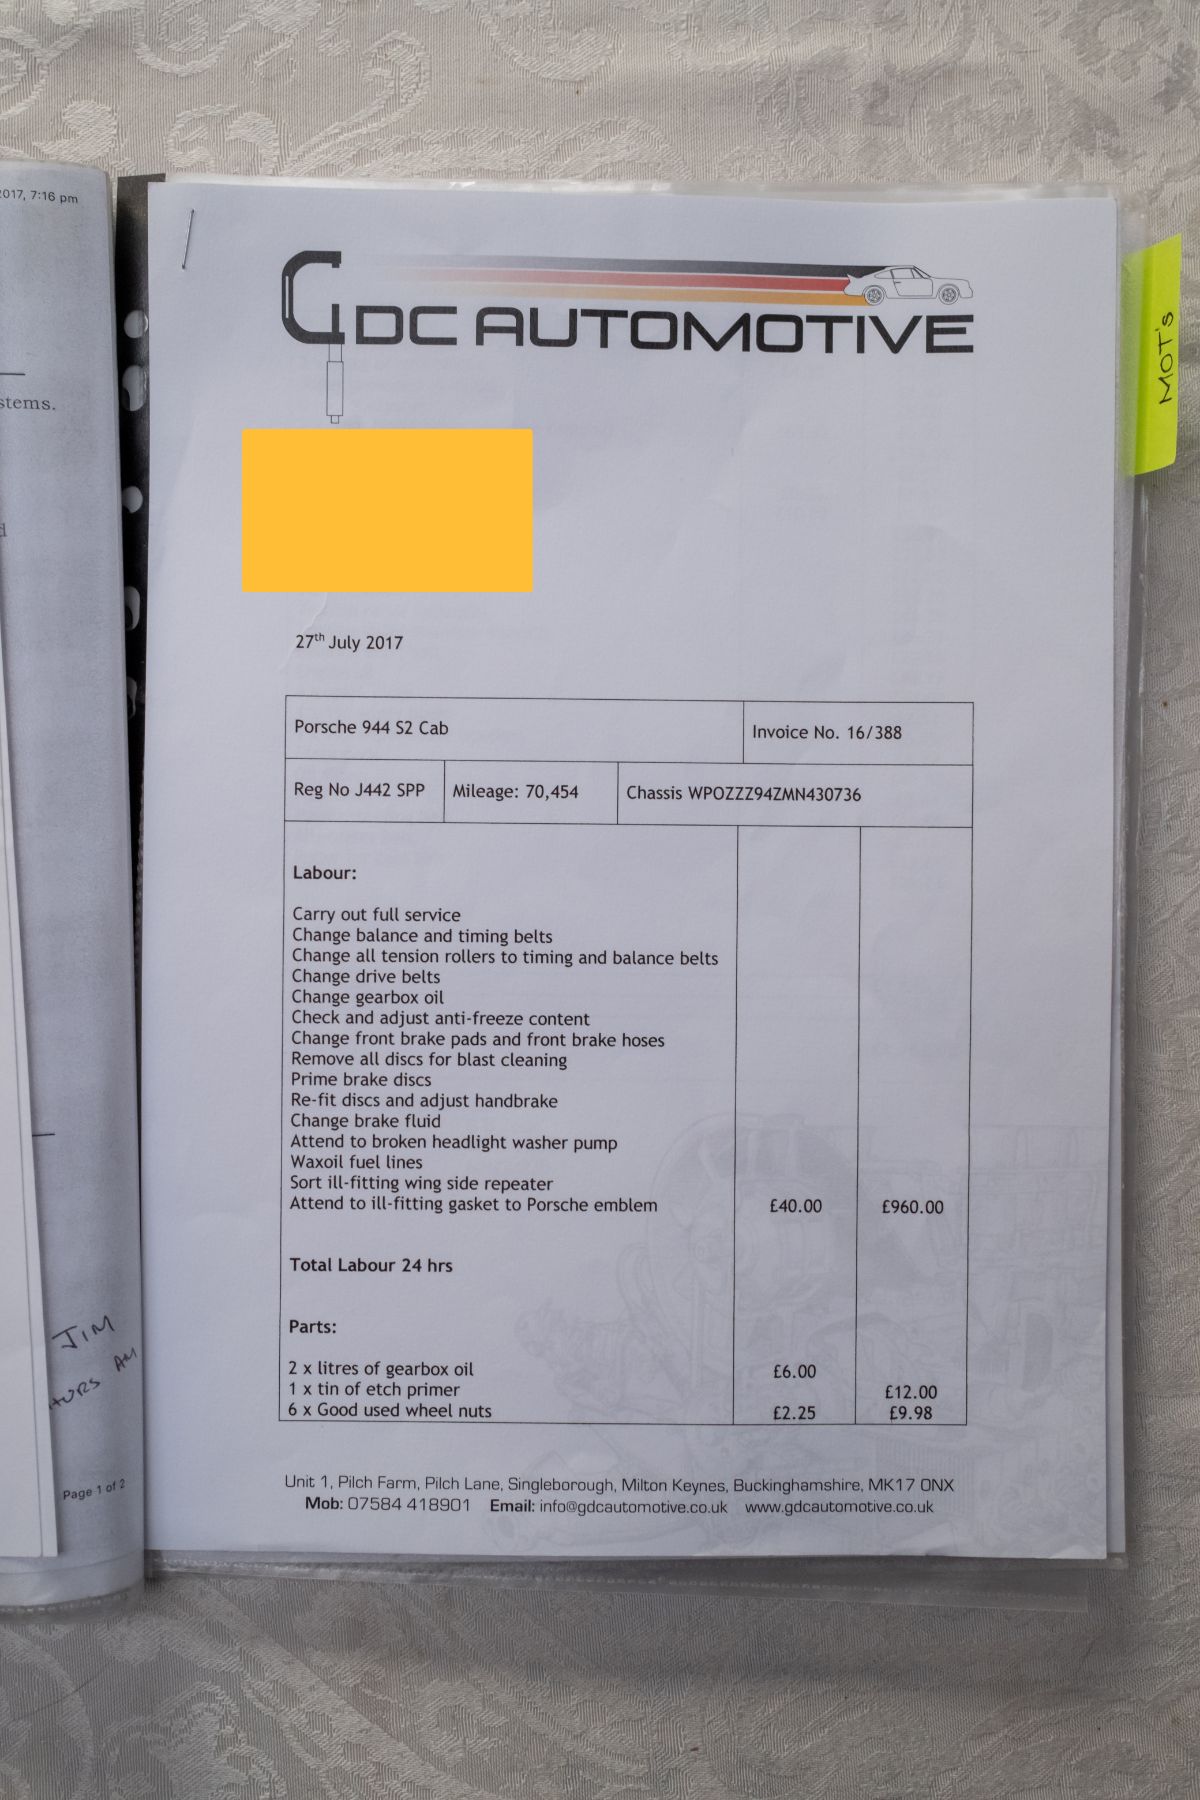 2017, 7:16 pm
stems.
JIM
Page 1 of 2
GDC AUTOMOTIVE
MOT's
27th July 2017
Porsche 944 S2 Cab
Invoice No. 16/388
Reg No J442 SPP
Mileage: 70,454
Chassis WPOZZZ94ZMN430736
Labour:
Carry out full service
Change balance and timing belts
Change all tension rollers to timing and balance belts
Change drive belts
Change gearbox oil
Check and adjust anti-freeze content
Change front brake pads and front brake hoses
Remove all discs for blast cleaning
Prime brake discs
Re-fit discs and adjust handbrake
Change brake fluid
Attend to broken headlight washer pump
Waxoil fuel lines
Sort ill-fitting wing side repeater
Attend to ill-fitting gasket to Porsche emblem £40.00 £960.00
Total Labour 24 hrs
Parts:
2 x litres of gearbox oil £6.00
1 x tin of etch primer £12.00
6 x Good used wheel nuts £2.25 £9.98
Unit 1, Pilch Farm, Pilch Lane, Singleborough, Milton Keynes, Buckinghamshire, MK17 0NX
Mob: 07584 418901 Email: info@gdcautomotive.co.uk www.gdcautomotive.co.uk